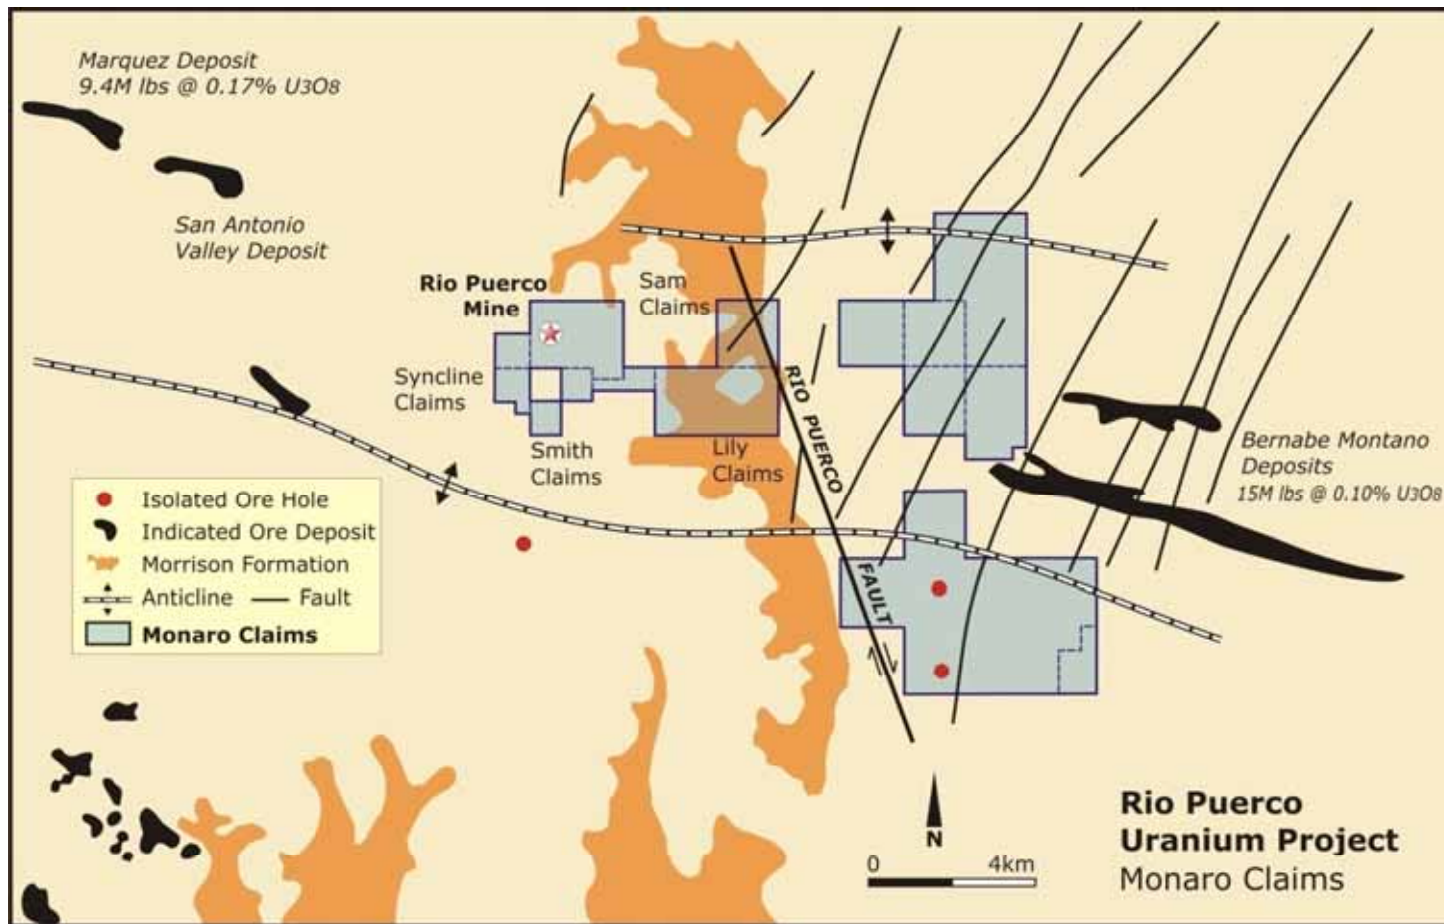 Marquez Deposit
9.4M lbs @ 0.17% U3O8
San Antonio
Valley Deposit
Rio Puerco
Mine
Sam
Claims
Syncline
Claims
Smith
Claims
Lily
Claims
RIO PUERCO FAULT
Bernabe Montano
Deposits
15M lbs @ 0.10% U3O8
Isolated Ore Hole
Indicated Ore Deposit
Morrison Formation
Anticline
Fault
Monaro Claims
N
0 4km
Rio Puerco
Uranium Project
Monaro Claims